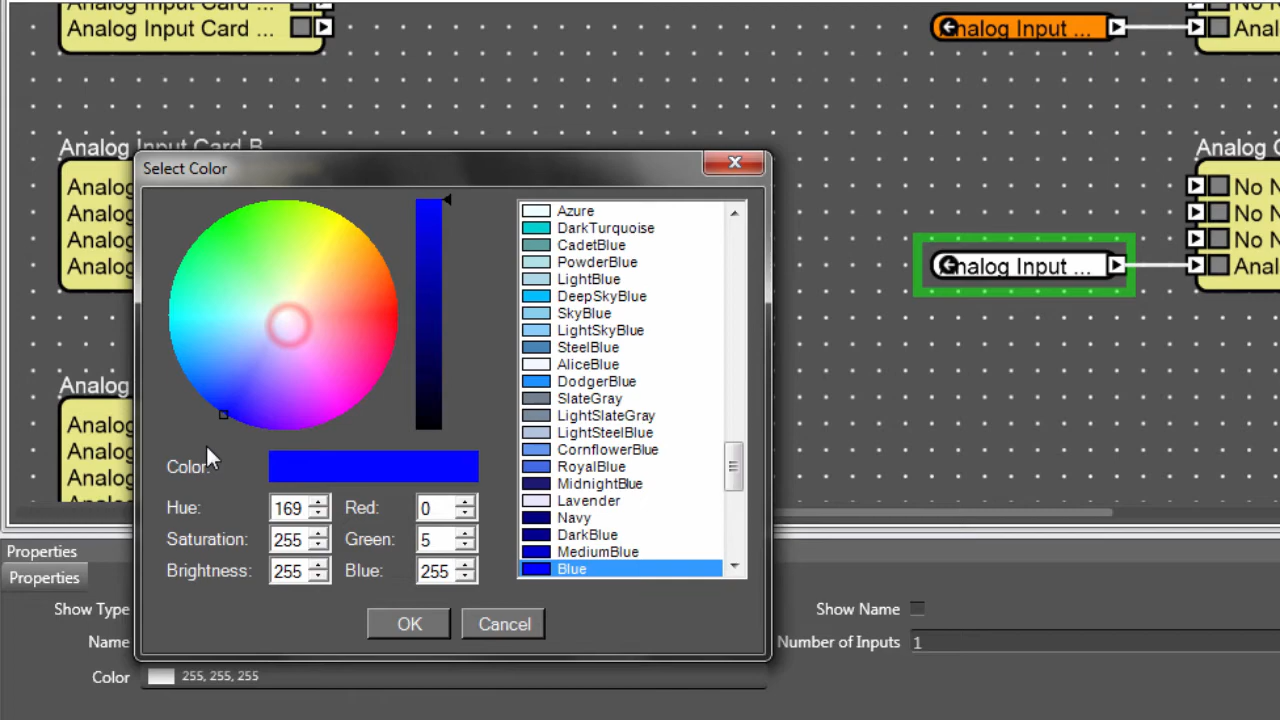 Analog Input Card ...
Analog Input Card ...
Analog Input ...
No N
Anal
Analog Input Card B
Analog
Analog
Analog
Analog
Analog
Analog
Analog
Analog
Select Color
Azure
DarkTurquoise
CadetBlue
PowderBlue
LightBlue
DeepSkyBlue
SkyBlue
LightSkyBlue
SteelBlue
AliceBlue
DodgerBlue
SlateGray
LightSlateGray
LightSteelBlue
CornflowerBlue
RoyalBlue
MidnightBlue
Lavender
Navy
DarkBlue
MediumBlue
Blue
Color:
Hue: 169 Red: 0
Saturation: 255 Green: 5
Brightness: 255 Blue: 255
OK Cancel
Analog Input ...
Analog O
No N
No N
No N
Anal
Properties
Properties
Show Type
Show Name
Name
Number of Inputs 1
Color 255, 255, 255